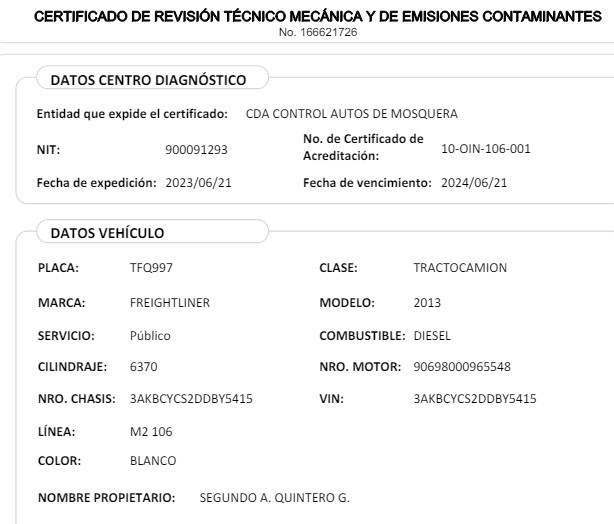 CERTIFICADO DE REVISIÓN TÉCNICO MECÁNICA Y DE EMISIONES CONTAMINANTES
No. 166621726
DATOS CENTRO DIAGNÓSTICO
Entidad que expide el certificado: CDA CONTROL AUTOS DE MOSQUERA
NIT: 900091293 No. de Certificado de Acreditación: 10-OIN-106-001
Fecha de expedición: 2023/06/21 Fecha de vencimiento: 2024/06/21
DATOS VEHÍCULO
PLACA: TFQ997 CLASE: TRACTOCAMION
MARCA: FREIGHTLINER MODELO: 2013
SERVICIO: Público COMBUSTIBLE: DIESEL
CILINDRAJE: 6370 NRO. MOTOR: 90698000965548
NRO. CHASIS: 3AKBCYCS2DDBY5415 VIN: 3AKBCYCS2DDBY5415
LÍNEA: M2 106
COLOR: BLANCO
NOMBRE PROPIETARIO: SEGUNDO A. QUINTERO G.